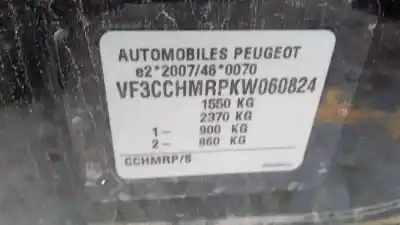 AUTOMOBILES PEUGEOT
e2*2007/46*0070
VF3CCHMRPKW060824
1550 KG
2370 KG
1- 900 KG
2- 860 KG
CCHMRP/S